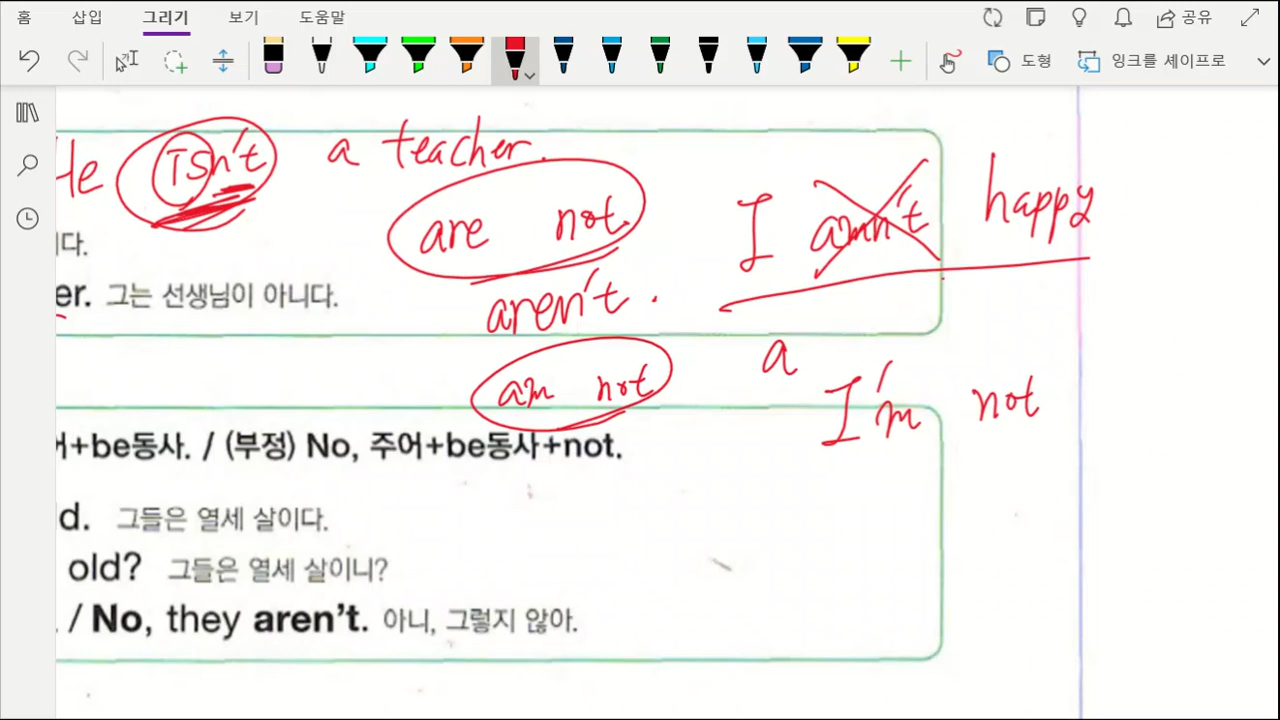 홈 삽입 그리기 보기 도움말 공유
도형 잉크를 셰이프로
He isn't a teacher.
are not. I amn't happy
다.
er. 그는 선생님이 아니다. aren't.
a
am not I'm not
어+be동사. / (부정) No, 주어+be동사+not.
d. 그들은 열세 살이다.
old? 그들은 열세 살이니?
/ No, they aren't. 아니, 그렇지 않아.